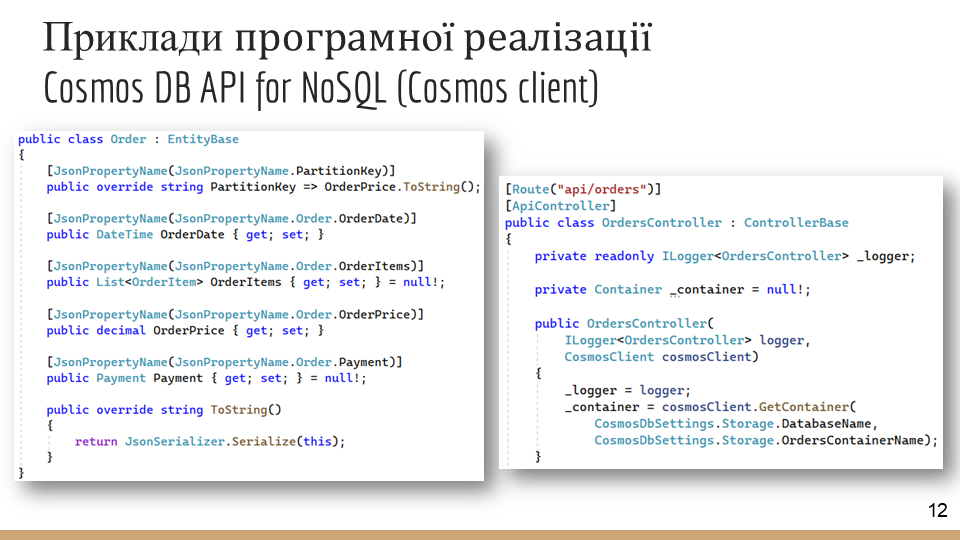 Приклади програмної реалізації
Cosmos DB API for NoSQL (Cosmos client)
public class Order : EntityBase
{
    [JsonPropertyName(JsonPropertyName.PartitionKey)]
    public override string PartitionKey => OrderPrice.ToString();

    [JsonPropertyName(JsonPropertyName.Order.OrderDate)]
    public DateTime OrderDate { get; set; }

    [JsonPropertyName(JsonPropertyName.Order.OrderItems)]
    public List<OrderItem> OrderItems { get; set; } = null!;

    [JsonPropertyName(JsonPropertyName.Order.OrderPrice)]
    public decimal OrderPrice { get; set; }

    [JsonPropertyName(JsonPropertyName.Order.Payment)]
    public Payment Payment { get; set; } = null!;

    public override string ToString()
    {
        return JsonSerializer.Serialize(this);
    }
}
[Route("api/orders")]
[ApiController]
public class OrdersController : ControllerBase
{
    private readonly ILogger<OrdersController> _logger;

    private Container _container = null!;

    public OrdersController(
        ILogger<OrdersController> logger,
        CosmosClient cosmosClient)
    {
        _logger = logger;
        _container = cosmosClient.GetContainer(
            CosmosDbSettings.Storage.DatabaseName,
            CosmosDbSettings.Storage.OrdersContainerName);
    }
12